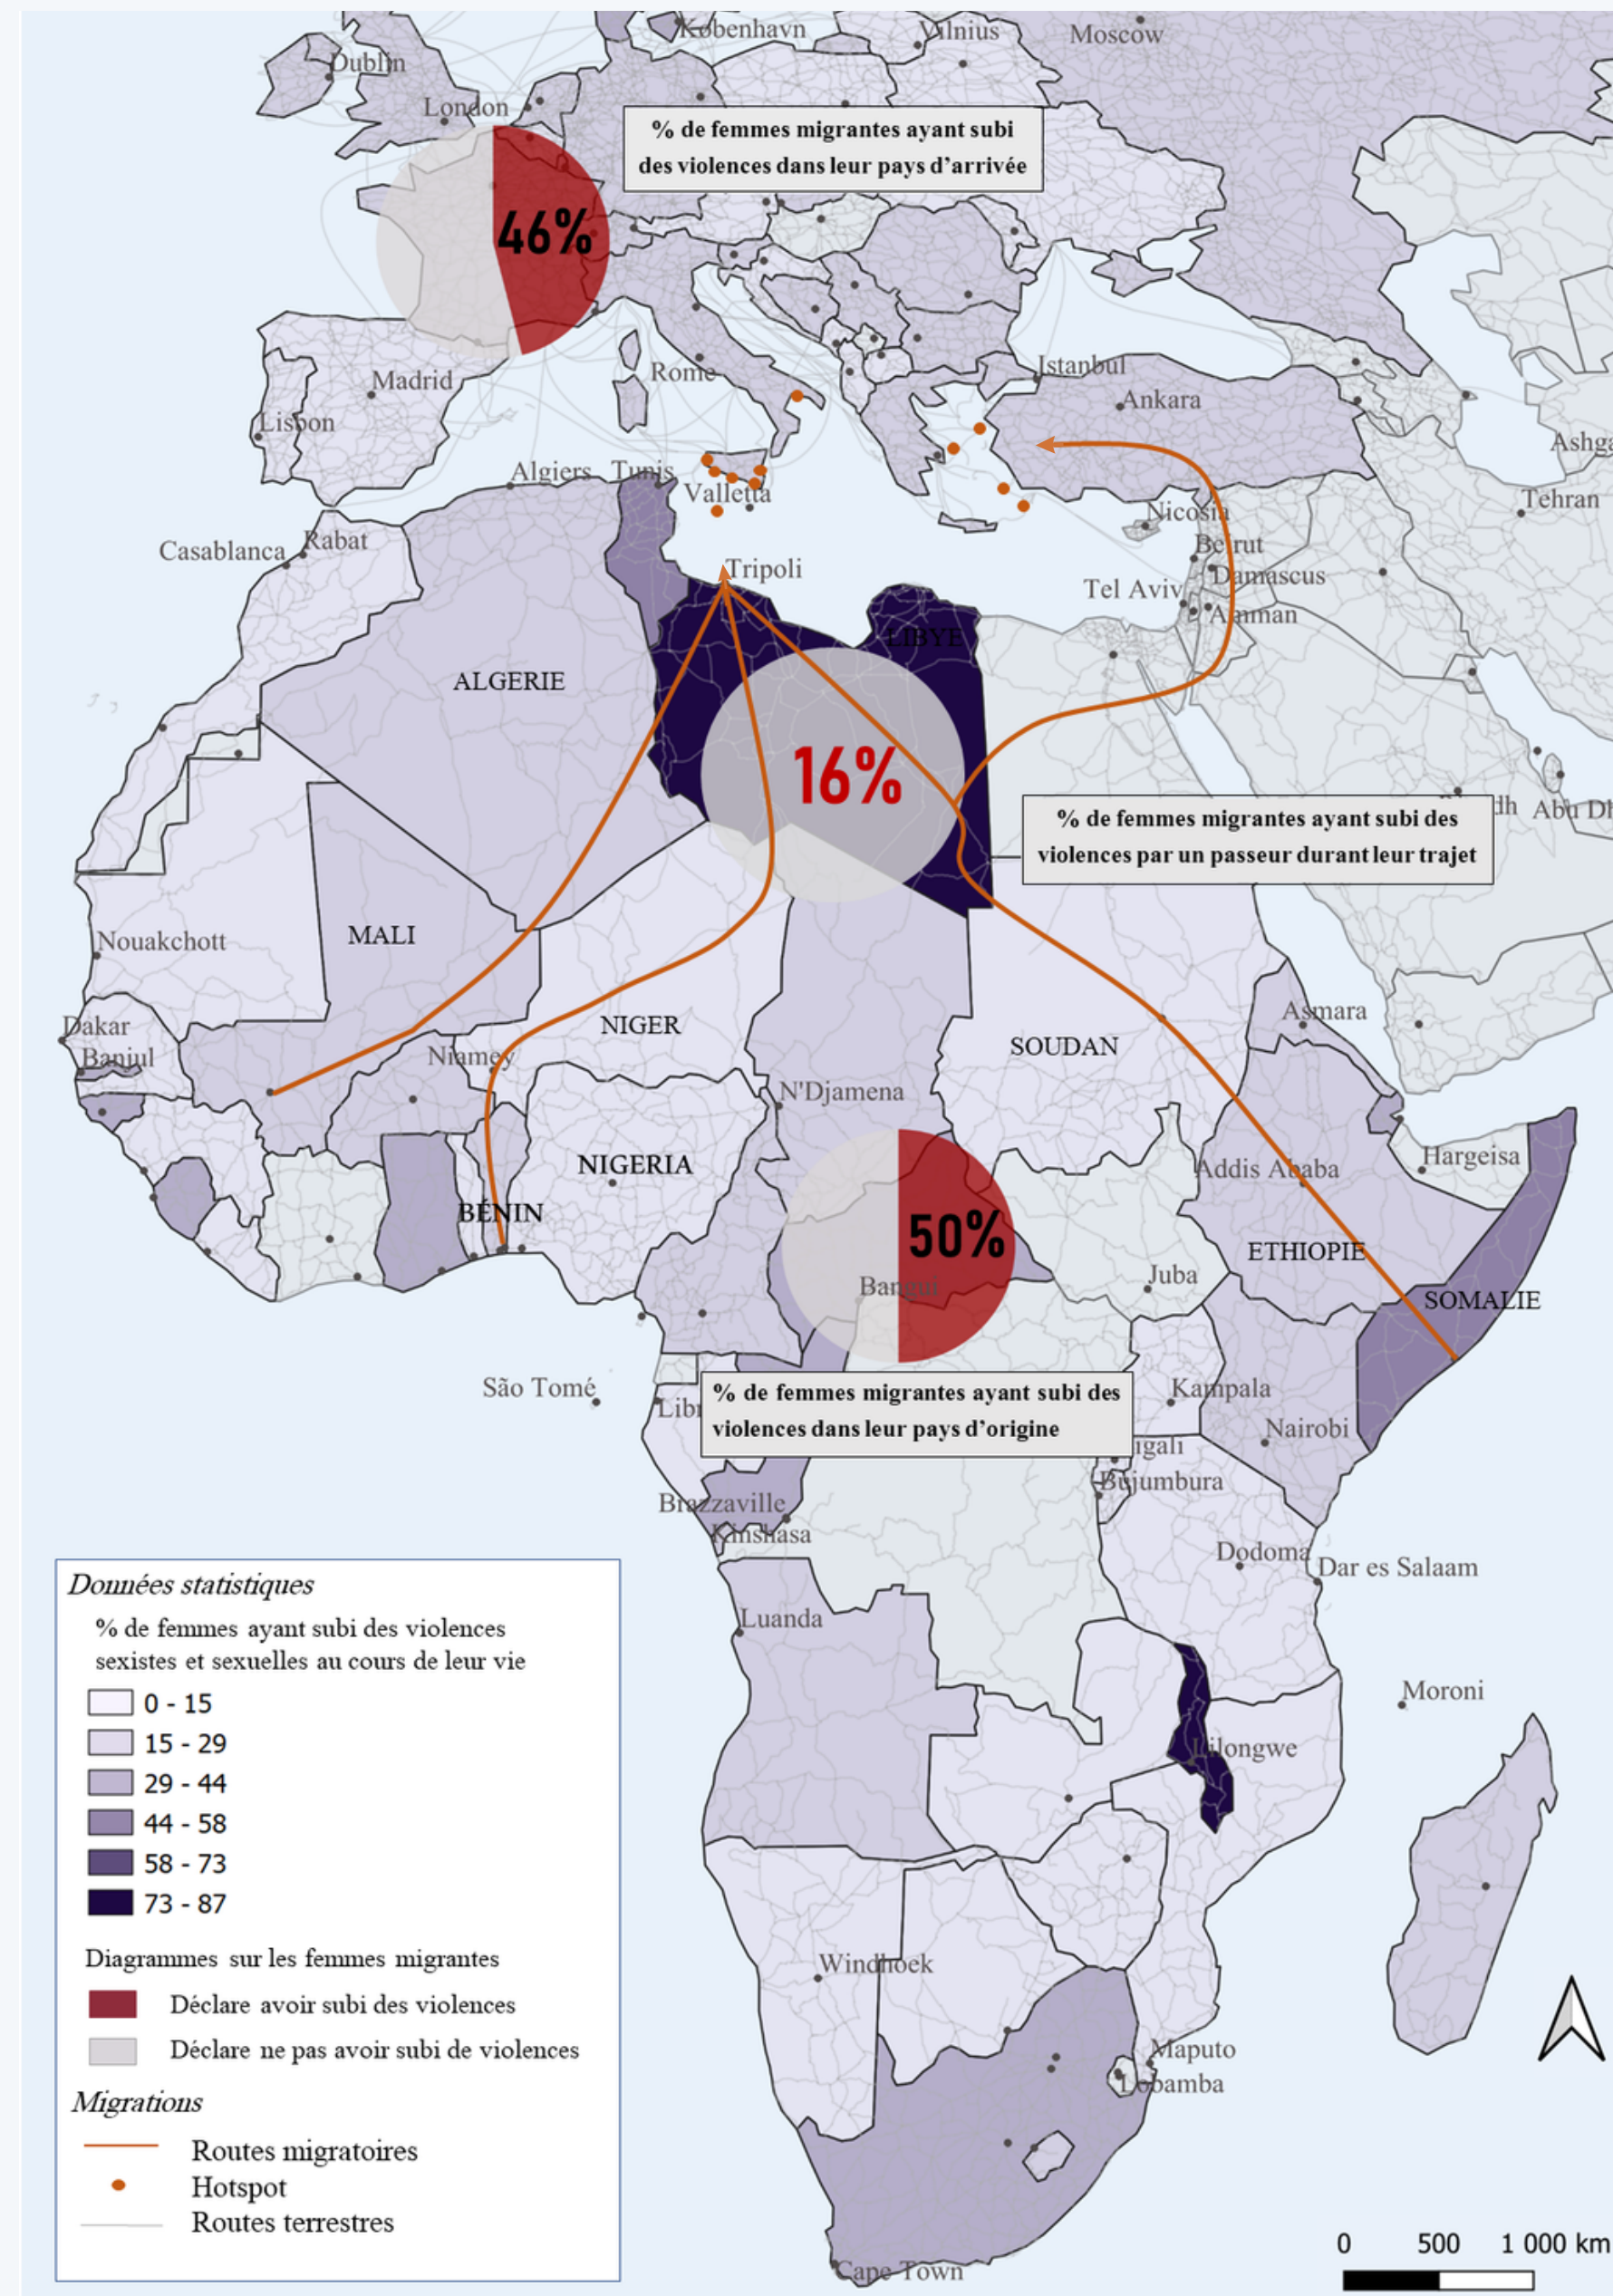 København
Vilnius
Moscow
Dublin
London
% de femmes migrantes ayant subi
des violences dans leur pays d'arrivée
46%
Madrid
Lisbon
Rome
Istanbul
Ankara
Algiers
Tunis
Valletta
Nicosia
Tehran
Casablanca
Rabat
Beirut
Damascus
Tel Aviv
Amman
Tripoli
LIBYE
ALGERIE
16%
% de femmes migrantes ayant subi des
violences par un passeur durant leur trajet
MALI
Nouakchott
Dakar
Banjul
Niamey
NIGER
SOUDAN
Asmara
N'Djamena
NIGERIA
BÉNIN
Addis Ababa
Hargeisa
50%
ETHIOPIE
Bangui
Juba
SOMALIE
São Tomé
% de femmes migrantes ayant subi des
violences dans leur pays d'origine
Kampala
Nairobi
igali
Bujumbura
Brazzaville
Kinshasa
Dodoma
Dar es Salaam
Luanda
Moroni
Lilongwe
Windhoek
Maputo
Lobamba
Cape Town
Données statistiques
% de femmes ayant subi des violences
sexistes et sexuelles au cours de leur vie
0 - 15
15 - 29
29 - 44
44 - 58
58 - 73
73 - 87
Diagrammes sur les femmes migrantes
Déclare avoir subi des violences
Déclare ne pas avoir subi de violences
Migrations
Routes migratoires
Hotspot
Routes terrestres
0 500 1 000 km